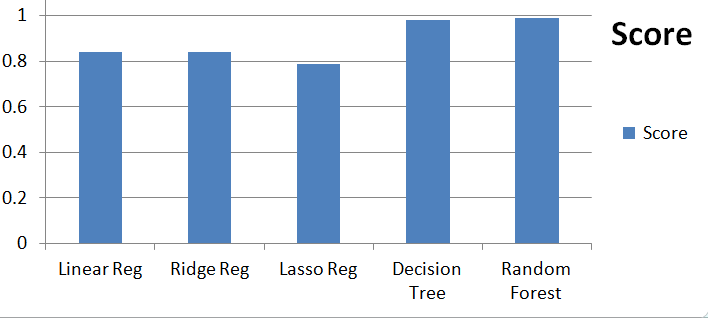 Score
1
0.8
0.6
0.4
0.2
0
Score
Linear Reg
Ridge Reg
Lasso Reg
Decision
Tree
Random
Forest